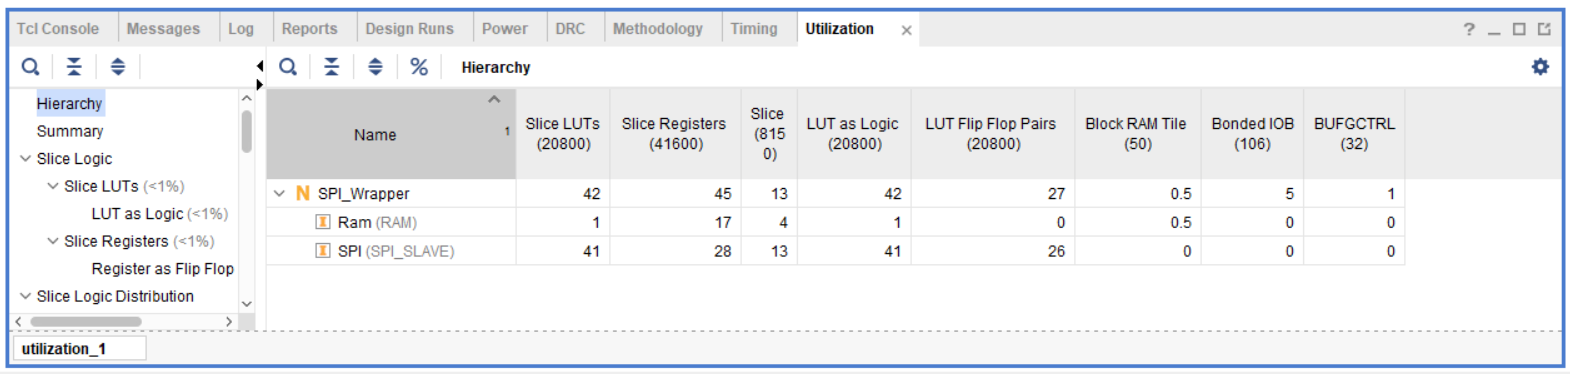 Tcl Console Messages Log Reports Design Runs Power DRC Methodology Timing Utilization × ? _
% Hierarchy
Hierarchy
Summary
Slice Logic
Slice LUTs (<1%)
LUT as Logic (<1%)
Slice Registers (<1%)
Register as Flip Flop
Slice Logic Distribution
Name 1 Slice LUTs (20800) Slice Registers (41600) Slice (8150) LUT as Logic (20800) LUT Flip Flop Pairs (20800) Block RAM Tile (50) Bonded IOB (106) BUFGCTRL (32)
N SPI_Wrapper 42 45 13 42 27 0.5 5 1
I Ram (RAM) 1 17 4 1 0 0.5 0 0
I SPI (SPI_SLAVE) 41 28 13 41 26 0 0 0
utilization_1